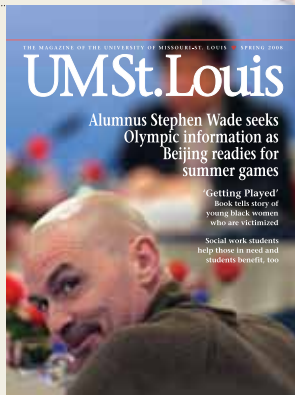 THE MAGAZINE OF THE UNIVERSITY OF MISSOURI-ST. LOUIS SPRING 2008
UMSt.Louis
Alumnus Stephen Wade seeks
Olympic information as
Beijing readies for
summer games
'Getting Played'
Book tells story of
young black women
who are victimized
Social work students
help those in need and
students benefit, too